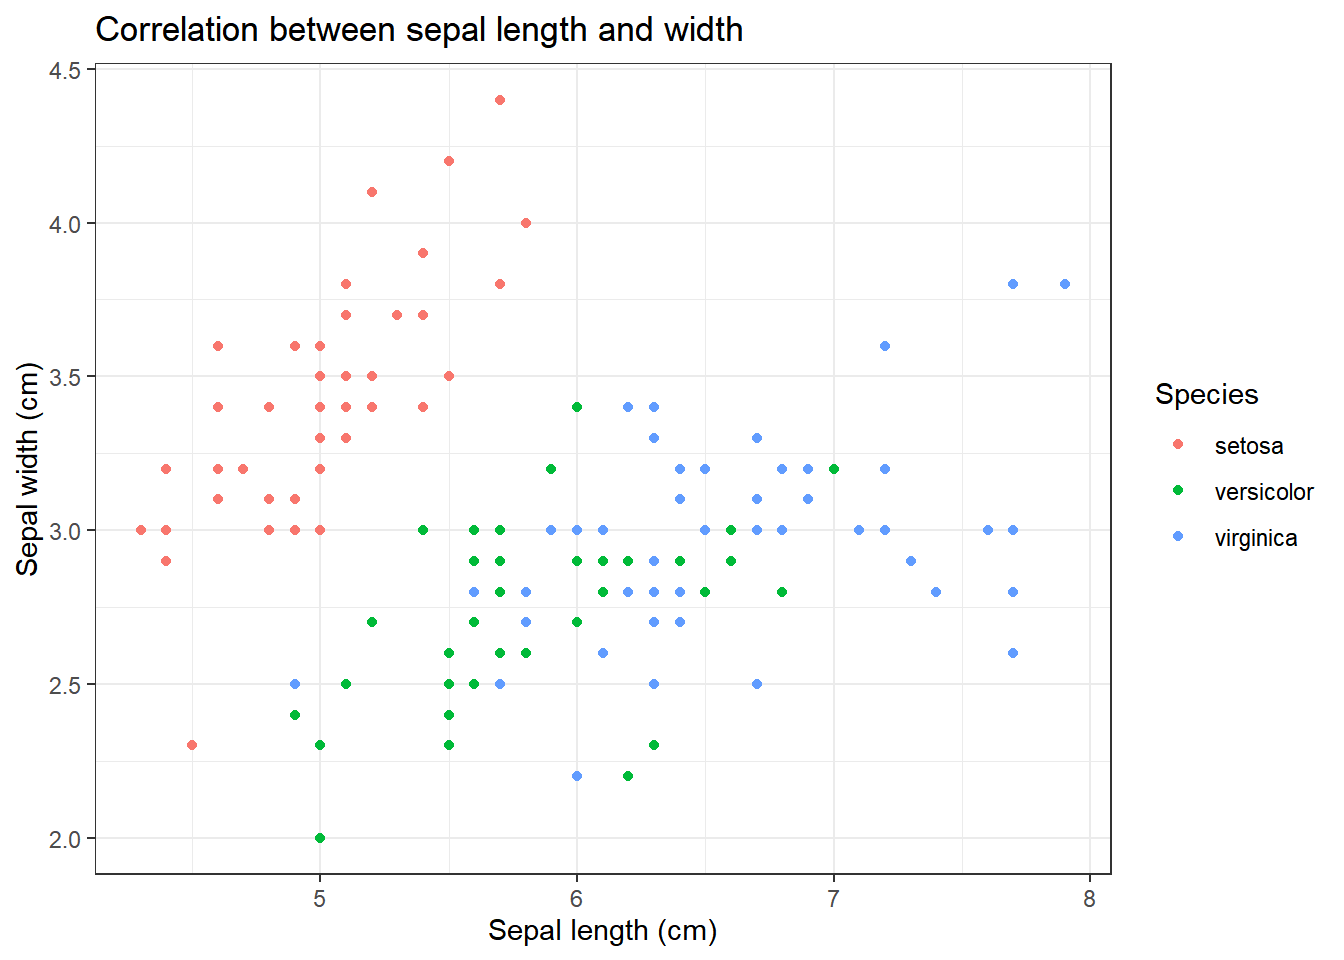 Correlation between sepal length and width
4.5
4.0
3.5
3.0
2.5
2.0
Sepal width (cm)
5 6 7 8
Sepal length (cm)
Species
setosa
versicolor
virginica